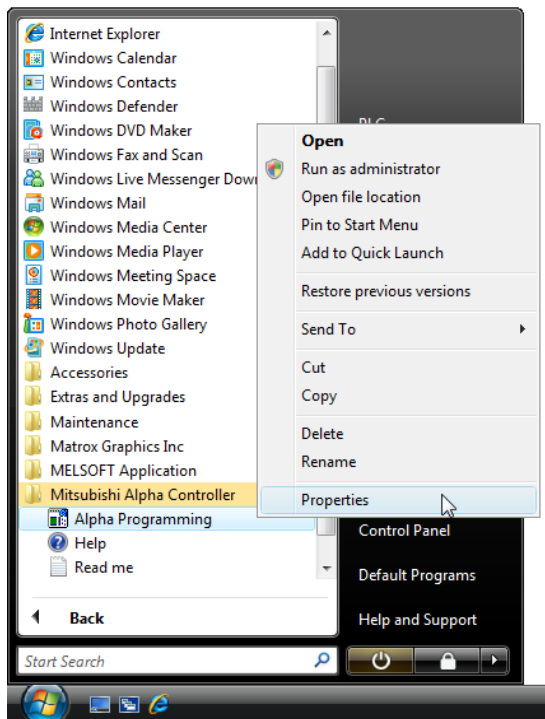 Internet Explorer
Windows Calendar
Windows Contacts
Windows Defender
Windows DVD Maker
Windows Fax and Scan
Windows Live Messenger Dow
Windows Mail
Windows Media Center
Windows Media Player
Windows Meeting Space
Windows Movie Maker
Windows Photo Gallery
Windows Update
Accessories
Extras and Upgrades
Maintenance
Matrox Graphics Inc
MELSOFT Application
Mitsubishi Alpha Controller
Alpha Programming
Help
Read me
Back
Start Search
PLC
Open
Run as administrator
Open file location
Pin to Start Menu
Add to Quick Launch
Restore previous versions
Send To
Cut
Copy
Delete
Rename
Properties
Control Panel
Default Programs
Help and Support